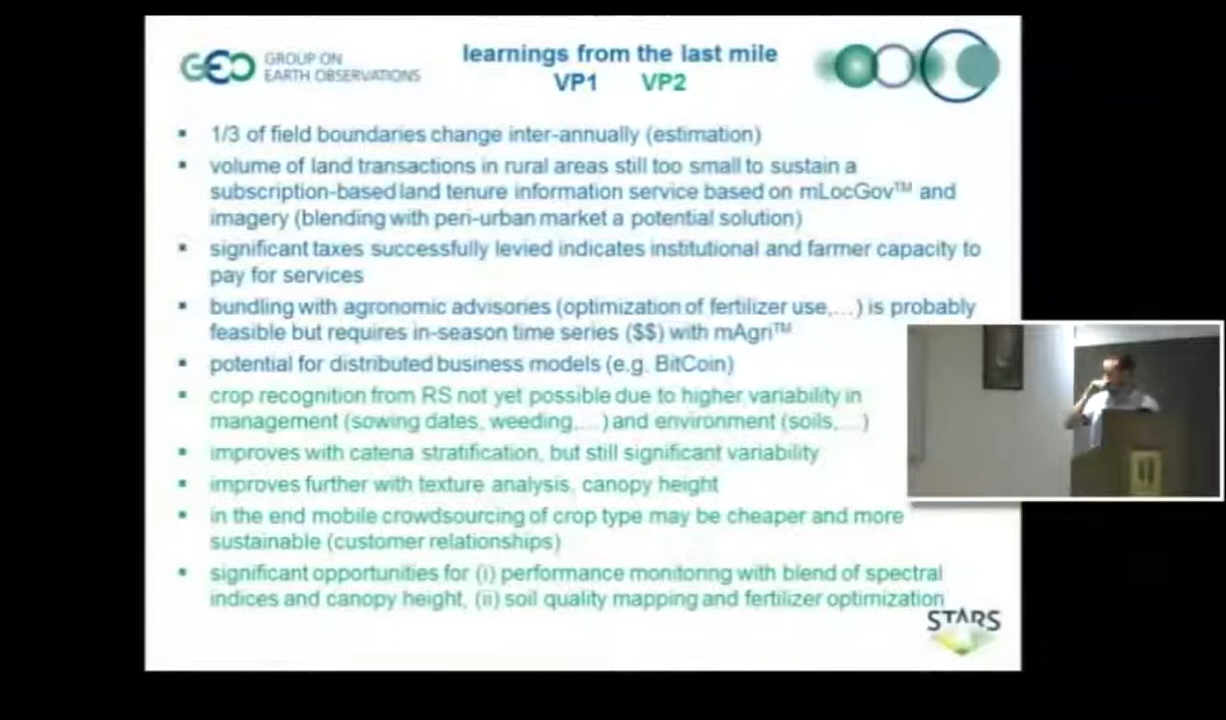 GEO GROUP ON
EARTH OBSERVATIONS
learnings from the last mile
VP1 VP2
▪ 1/3 of field boundaries change inter-annually (estimation)
▪ volume of land transactions in rural areas still too small to sustain a
subscription-based land tenure information service based on mLocGov™ and
imagery (blending with peri-urban market a potential solution)
▪ significant taxes successfully levied indicates institutional and farmer capacity to
pay for services
▪ bundling with agronomic advisories (optimization of fertilizer use,…) is probably
feasible but requires in-season time series ($$) with mAgri™
▪ potential for distributed business models (e.g. BitCoin)
▪ crop recognition from RS not yet possible due to higher variability in
management (sowing dates, weeding,…) and environment (soils,…)
▪ improves with catena stratification, but still significant variability
▪ improves further with texture analysis, canopy height
▪ in the end mobile crowdsourcing of crop type may be cheaper and more
sustainable (customer relationships)
▪ significant opportunities for (i) performance monitoring with blend of spectral
indices and canopy height, (ii) soil quality mapping and fertilizer optimization
STARS